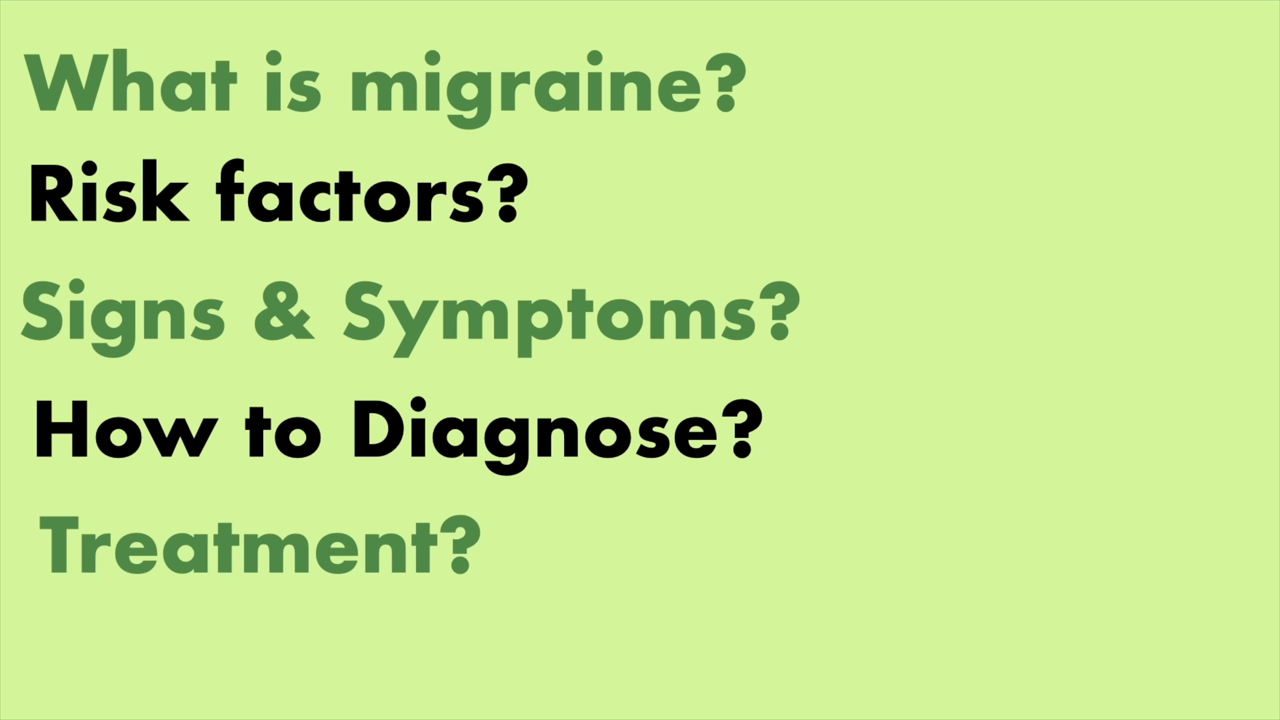 What is migraine?
Risk factors?
Signs & Symptoms?
How to Diagnose?
Treatment?